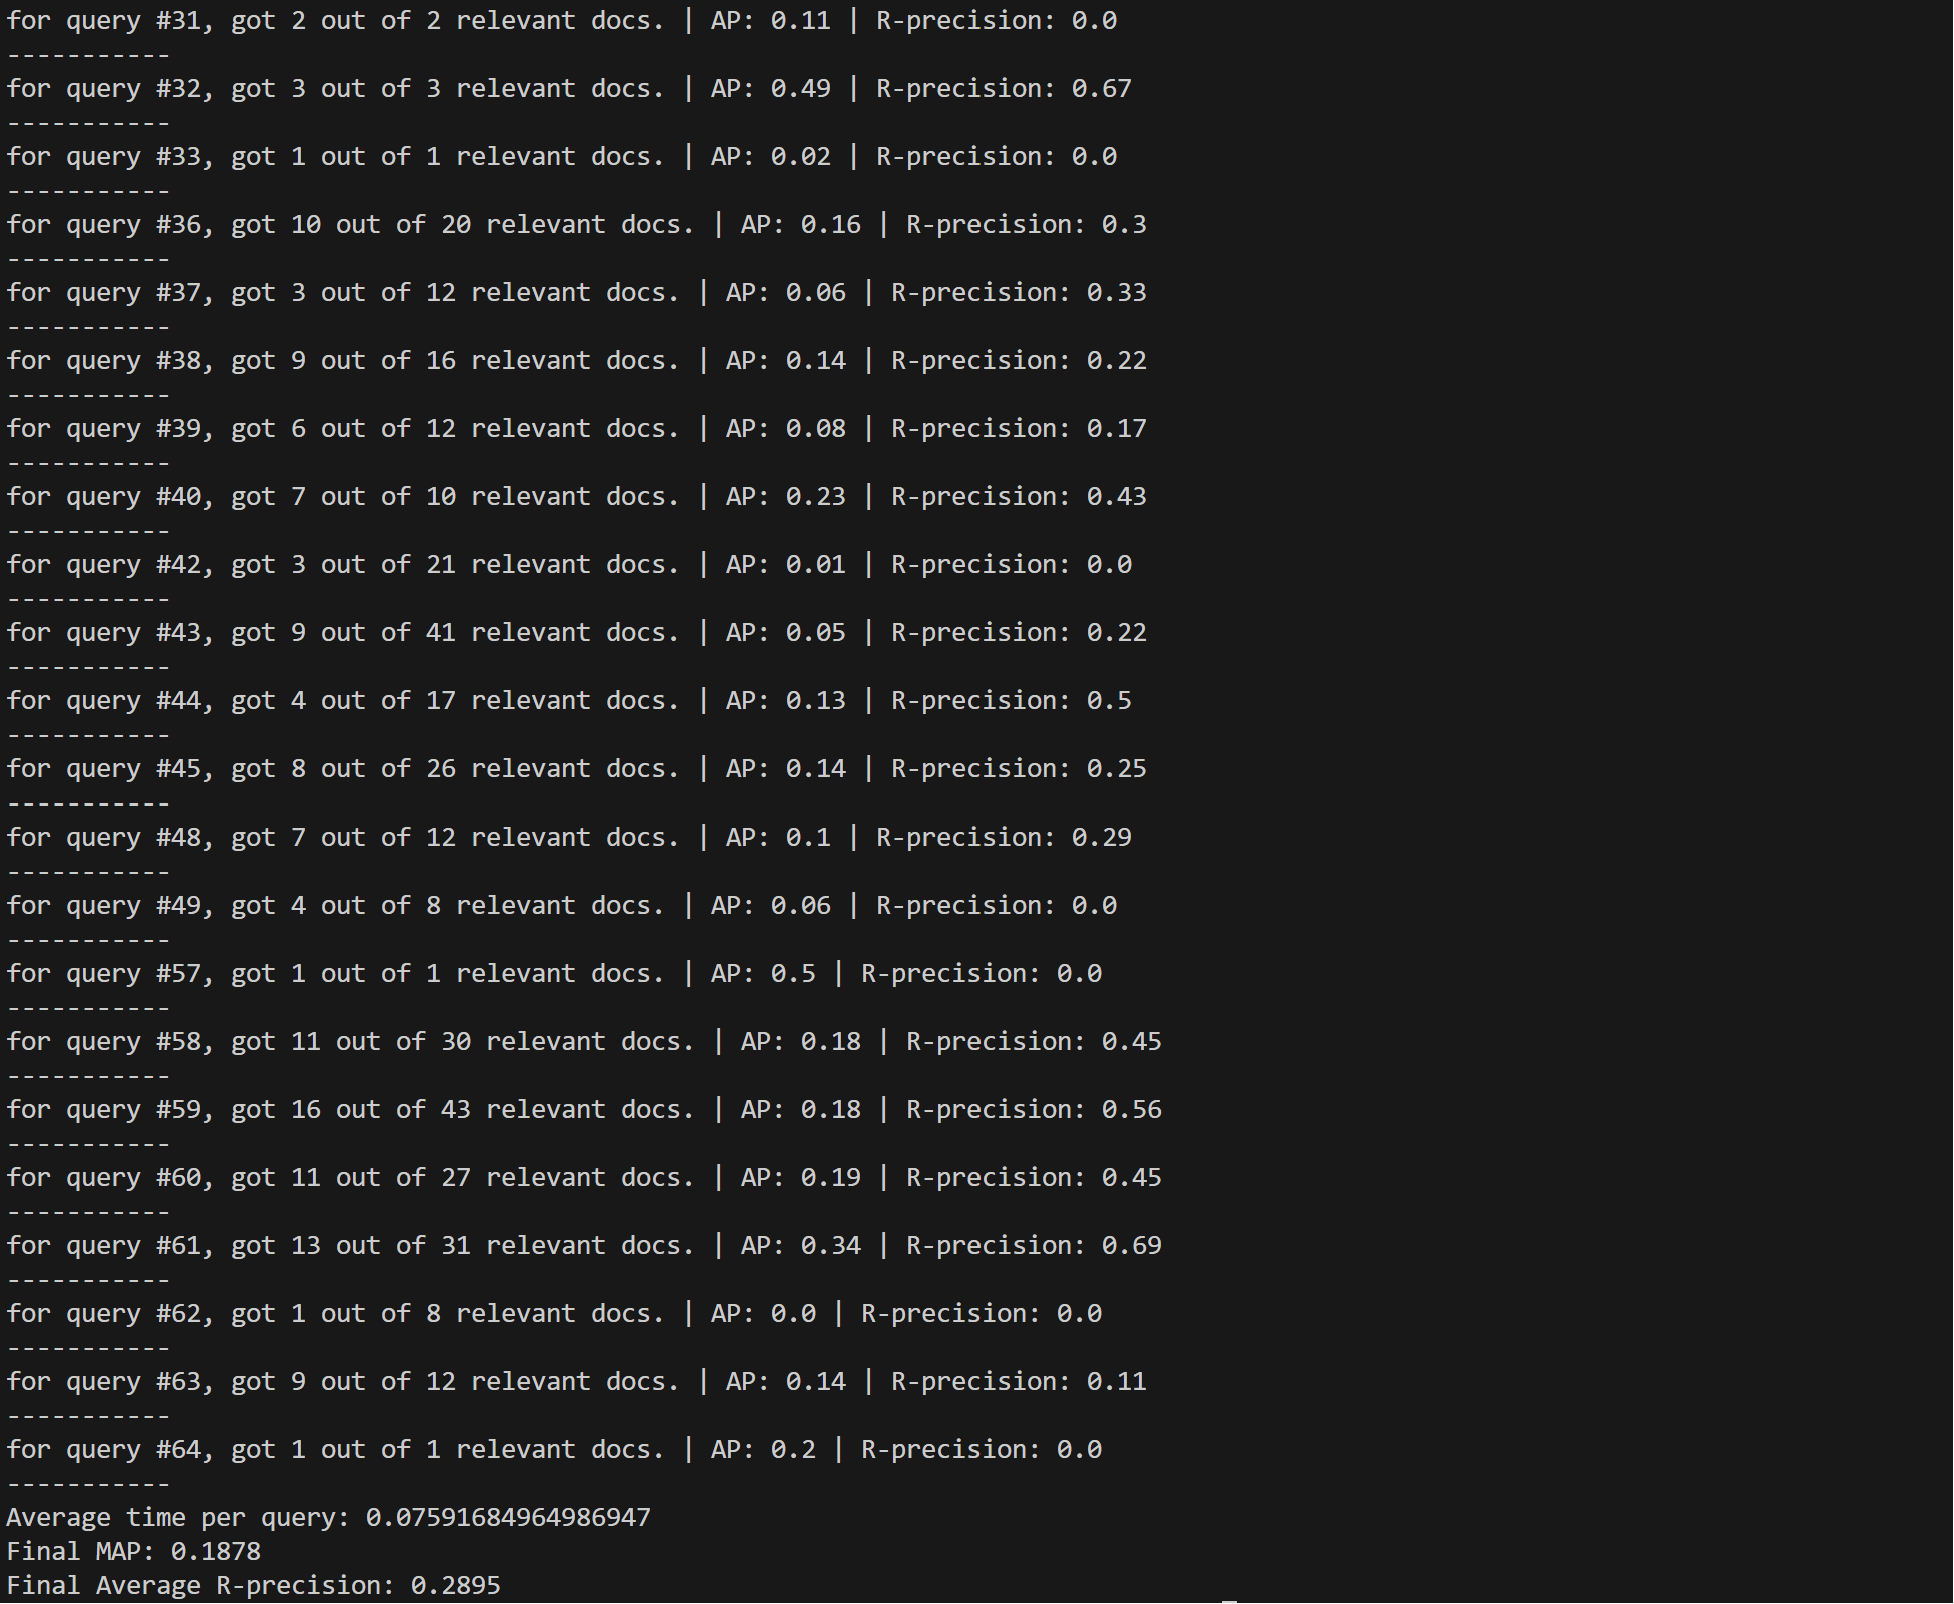 for query #31, got 2 out of 2 relevant docs. | AP: 0.11 | R-precision: 0.0
-----------
for query #32, got 3 out of 3 relevant docs. | AP: 0.49 | R-precision: 0.67
-----------
for query #33, got 1 out of 1 relevant docs. | AP: 0.02 | R-precision: 0.0
-----------
for query #36, got 10 out of 20 relevant docs. | AP: 0.16 | R-precision: 0.3
-----------
for query #37, got 3 out of 12 relevant docs. | AP: 0.06 | R-precision: 0.33
-----------
for query #38, got 9 out of 16 relevant docs. | AP: 0.14 | R-precision: 0.22
-----------
for query #39, got 6 out of 12 relevant docs. | AP: 0.08 | R-precision: 0.17
-----------
for query #40, got 7 out of 10 relevant docs. | AP: 0.23 | R-precision: 0.43
-----------
for query #42, got 3 out of 21 relevant docs. | AP: 0.01 | R-precision: 0.0
-----------
for query #43, got 9 out of 41 relevant docs. | AP: 0.05 | R-precision: 0.22
-----------
for query #44, got 4 out of 17 relevant docs. | AP: 0.13 | R-precision: 0.5
-----------
for query #45, got 8 out of 26 relevant docs. | AP: 0.14 | R-precision: 0.25
-----------
for query #48, got 7 out of 12 relevant docs. | AP: 0.1 | R-precision: 0.29
-----------
for query #49, got 4 out of 8 relevant docs. | AP: 0.06 | R-precision: 0.0
-----------
for query #57, got 1 out of 1 relevant docs. | AP: 0.5 | R-precision: 0.0
-----------
for query #58, got 11 out of 30 relevant docs. | AP: 0.18 | R-precision: 0.45
-----------
for query #59, got 16 out of 43 relevant docs. | AP: 0.18 | R-precision: 0.56
-----------
for query #60, got 11 out of 27 relevant docs. | AP: 0.19 | R-precision: 0.45
-----------
for query #61, got 13 out of 31 relevant docs. | AP: 0.34 | R-precision: 0.69
-----------
for query #62, got 1 out of 8 relevant docs. | AP: 0.0 | R-precision: 0.0
-----------
for query #63, got 9 out of 12 relevant docs. | AP: 0.14 | R-precision: 0.11
-----------
for query #64, got 1 out of 1 relevant docs. | AP: 0.2 | R-precision: 0.0
-----------
Average time per query: 0.07591684964986947
Final MAP: 0.1878
Final Average R-precision: 0.2895